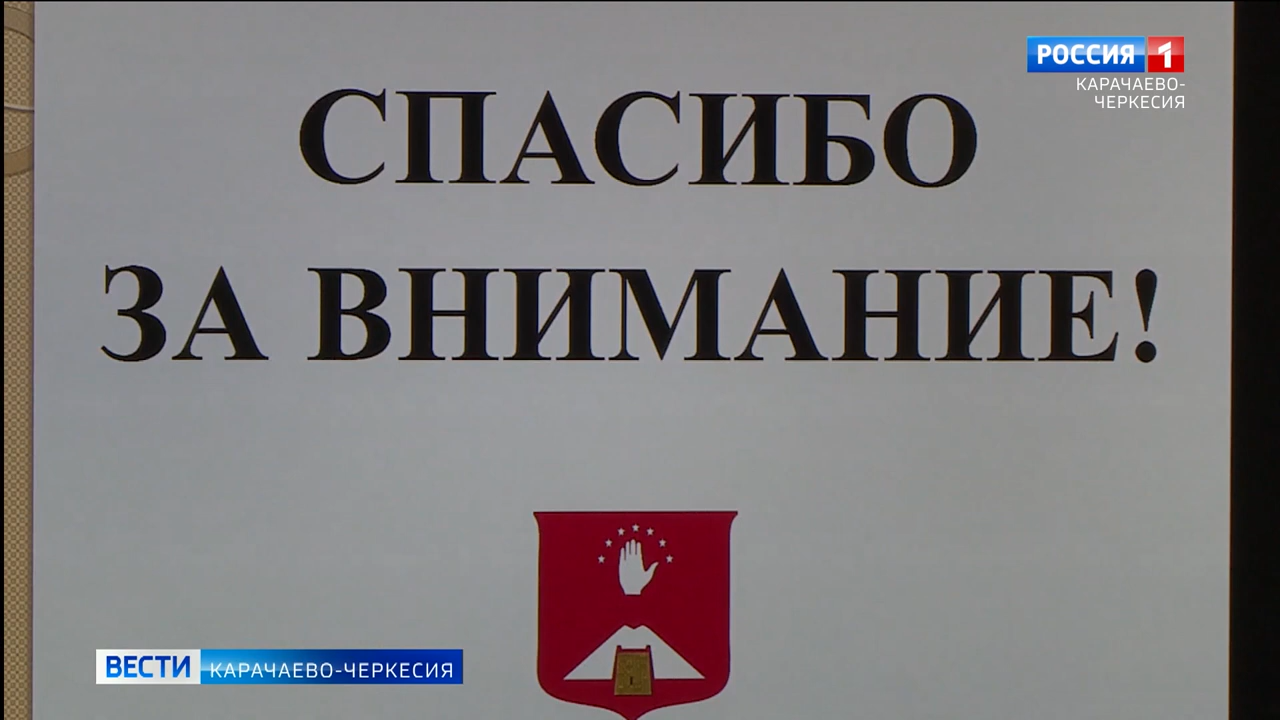 РОССИЯ 1
КАРАЧАЕВО-
ЧЕРКЕСИЯ
СПАСИБО
ЗА ВНИМАНИЕ!
ВЕСТИ КАРАЧАЕВО-ЧЕРКЕСИЯ